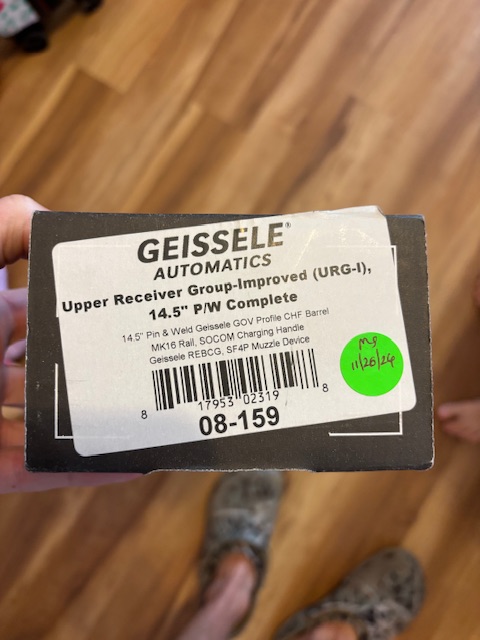 GEISSELE®
AUTOMATICS
Upper Receiver Group-Improved (URG-I),
14.5" P/W Complete
14.5" Pin & Weld Geissele GOV Profile CHF Barrel
MK16 Rail, SOCOM Charging Handle
Geissele REBCG, SF4P Muzzle Device
8 17953 02319 8
08-159
MS
11/26/24